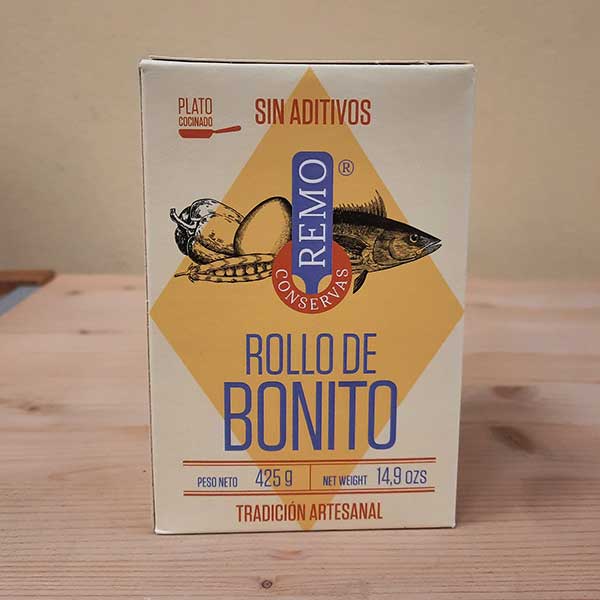 PLATO
COCINADO
SIN ADITIVOS
REMO
®
CONSERVAS
ROLLO DE
BONITO
PESO NETO 425 g NET WEIGHT 14,9 OZS
TRADICIÓN ARTESANAL